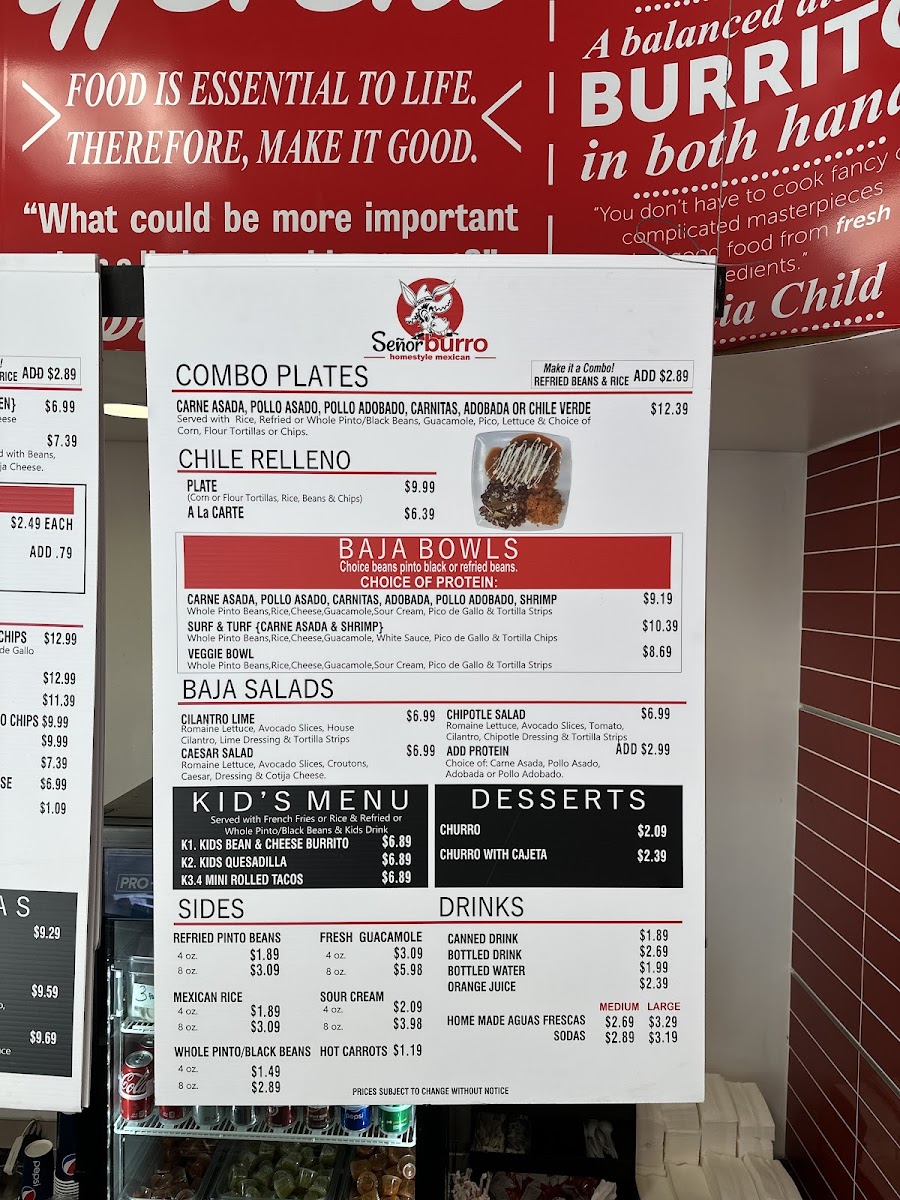 FOOD IS ESSENTIAL TO LIFE.
THEREFORE, MAKE IT GOOD.
"What could be more important
A balanced
BURRITO
in both
"You don't have to cook fancy
complicated masterpieces
food from fresh
Child
RICE ADD $2.89
$6.99
$7.39
d with Beans,
ja Cheese.
$2.49 EACH
ADD .79
CHIPS $12.99
de Gallo
$12.99
$11.39
O CHIPS $9.99
$9.99
$7.39
SE $6.99
$1.09
A S
$9.29
$9.59
$9.69
Señor burro
homestyle mexican
COMBO PLATES
Make it a Combo!
REFRIED BEANS & RICE ADD $2.89
CARNE ASADA, POLLO ASADO, POLLO ADOBADO, CARNITAS, ADOBADA OR CHILE VERDE $12.39
Served with Rice, Refried or Whole Pinto/Black Beans, Guacamole, Pico, Lettuce & Choice of
Corn, Flour Tortillas or Chips.
CHILE RELLENO
PLATE $9.99
(Corn or Flour Tortillas, Rice, Beans & Chips)
A La CARTE $6.39
BAJA BOWLS
Choice beans pinto black or refried beans.
CHOICE OF PROTEIN:
CARNE ASADA, POLLO ASADO, CARNITAS, ADOBADA, POLLO ADOBADO, SHRIMP $9.19
Whole Pinto Beans,Rice,Cheese,Guacamole,Sour Cream, Pico de Gallo & Tortilla Strips
SURF & TURF {CARNE ASADA & SHRIMP} $10.39
Whole Pinto Beans,Rice,Cheese,Guacamole, White Sauce, Pico de Gallo & Tortilla Chips
VEGGIE BOWL $8.69
Whole Pinto Beans,Rice,Cheese,Guacamole,Sour Cream, Pico de Gallo & Tortilla Strips
BAJA SALADS
CILANTRO LIME $6.99
Romaine Lettuce, Avocado Slices, House
Cilantro, Lime Dressing & Tortilla Strips
CAESAR SALAD $6.99
Romaine Lettuce, Avocado Slices, Croutons,
Caesar, Dressing & Cotija Cheese.
CHIPOTLE SALAD $6.99
Romaine Lettuce, Avocado Slices, Tomato,
Cilantro, Chipotle Dressing & Tortilla Strips
ADD PROTEIN ADD $2.99
Choice of: Carne Asada, Pollo Asado,
Adobada or Pollo Adobado.
KID'S MENU
Served with French Fries or Rice & Refried or
Whole Pinto/Black Beans & Kids Drink
K1. KIDS BEAN & CHEESE BURRITO $6.89
K2. KIDS QUESADILLA $6.89
K3.4 MINI ROLLED TACOS $6.89
DESSERTS
CHURRO $2.09
CHURRO WITH CAJETA $2.39
SIDES
REFRIED PINTO BEANS
4 oz. $1.89
8 oz. $3.09
MEXICAN RICE
4 oz. $1.89
8 oz. $3.09
WHOLE PINTO/BLACK BEANS
4 oz. $1.49
8 oz. $2.89
FRESH GUACAMOLE
4 oz. $3.09
8 oz. $5.98
SOUR CREAM
4 oz. $2.09
8 oz. $3.98
HOT CARROTS $1.19
DRINKS
CANNED DRINK $1.89
BOTTLED DRINK $2.69
BOTTLED WATER $1.99
ORANGE JUICE $2.39
MEDIUM LARGE
HOME MADE AGUAS FRESCAS $2.69 $3.29
SODAS $2.89 $3.19
PRICES SUBJECT TO CHANGE WITHOUT NOTICE
PRO
pepsi